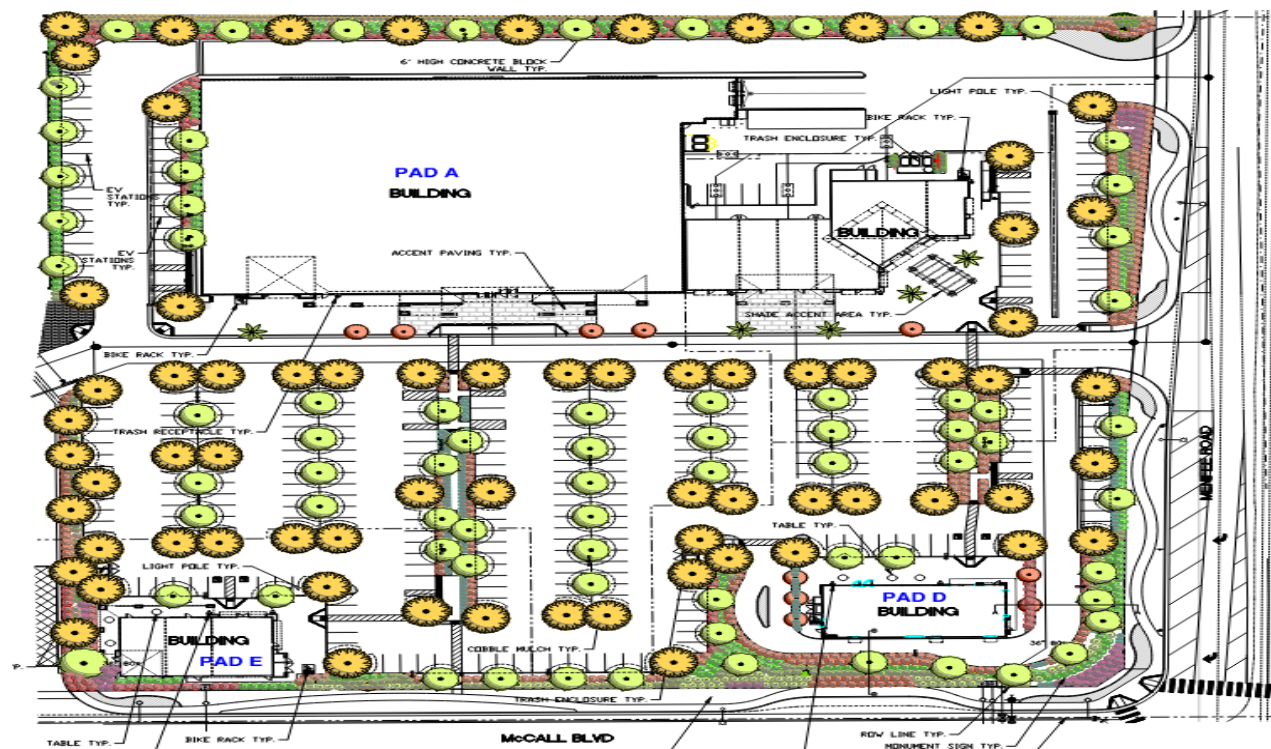 6' HIGH CONCRETE BLOCK
WALL TYP.
LIGHT POLE TYP.
BIKE RACK TYP.
TRASH ENCLOSURE TYP.
PAD A
BUILDING
EV
STATIONS
TYP.
BUILDING
EV
STATIONS
TYP.
ACCENT PAVING TYP.
SHADE ACCENT AREA TYP.
BIKE RACK TYP.
TRASH RECEPTACLE TYP.
MENIFEE ROAD
TABLE TYP.
LIGHT POLE TYP.
PAD D
BUILDING
BUILDING
PAD E
COBBLE MULCH TYP.
TRASH ENCLOSURE TYP.
TABLE TYP.
BIKE RACK TYP.
McCALL BLVD
ROW LINE TYP.
MONUMENT SIGN TYP.